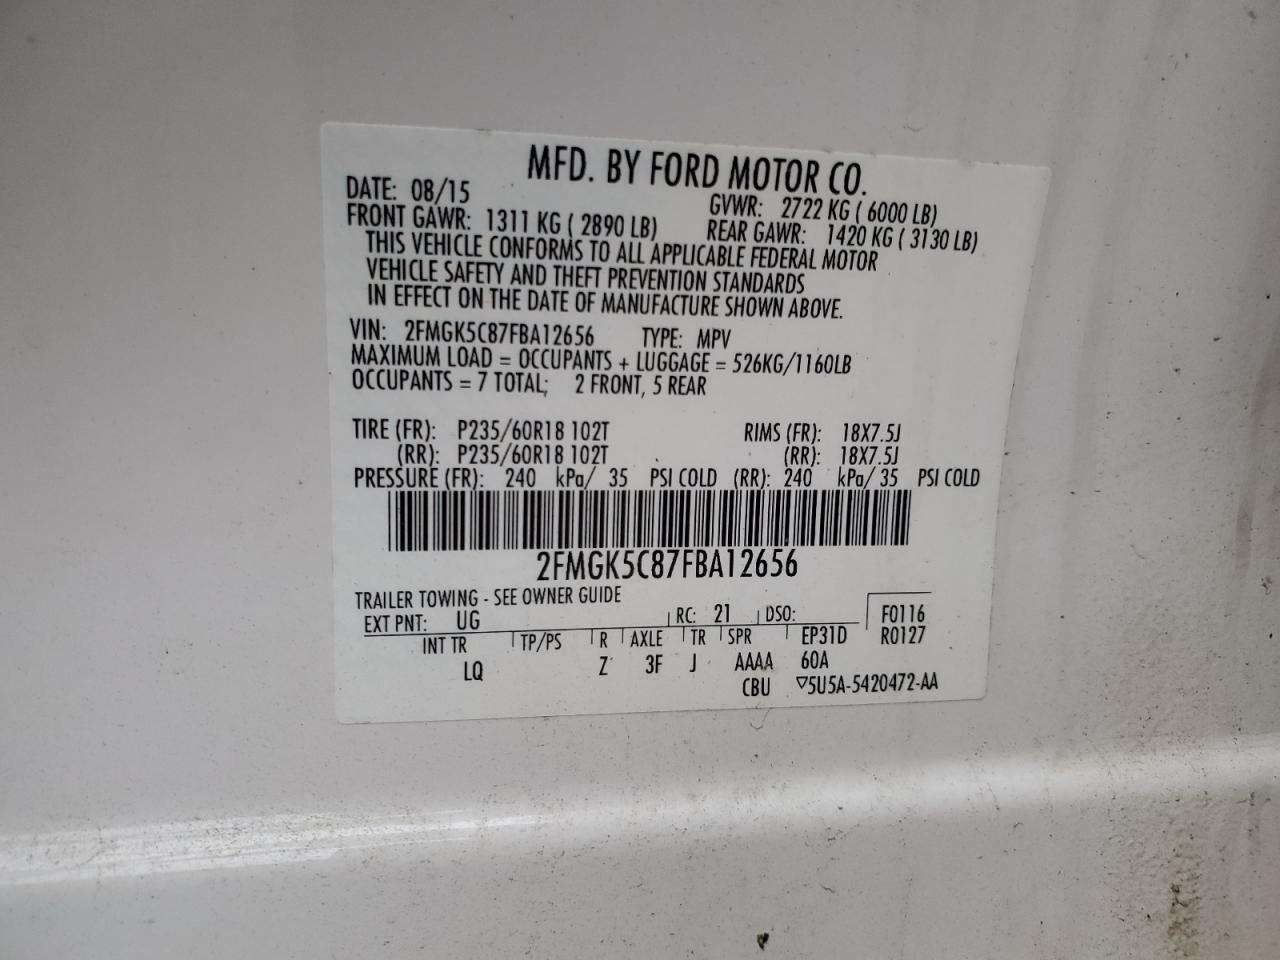 MFD. BY FORD MOTOR CO.
DATE: 08/15 GVWR: 2722 KG ( 6000 LB)
FRONT GAWR: 1311 KG ( 2890 LB) REAR GAWR: 1420 KG ( 3130 LB)
THIS VEHICLE CONFORMS TO ALL APPLICABLE FEDERAL MOTOR
VEHICLE SAFETY AND THEFT PREVENTION STANDARDS
IN EFFECT ON THE DATE OF MANUFACTURE SHOWN ABOVE.
VIN: 2FMGK5C87FBA12656 TYPE: MPV
MAXIMUM LOAD = OCCUPANTS + LUGGAGE = 526KG/1160LB
OCCUPANTS = 7 TOTAL; 2 FRONT, 5 REAR
TIRE (FR): P235/60R18 102T RIMS (FR): 18X7.5J
(RR): P235/60R18 102T (RR): 18X7.5J
PRESSURE (FR): 240 kPa/ 35 PSI COLD (RR): 240 kPa/ 35 PSI COLD
2FMGK5C87FBA12656
TRAILER TOWING - SEE OWNER GUIDE
EXT PNT: UG RC: 21 DSO: F0116
INT TR TP/PS R AXLE TR SPR EP31D R0127
LQ Z 3F J AAAA 60A
CBU ▽5U5A-5420472-AA